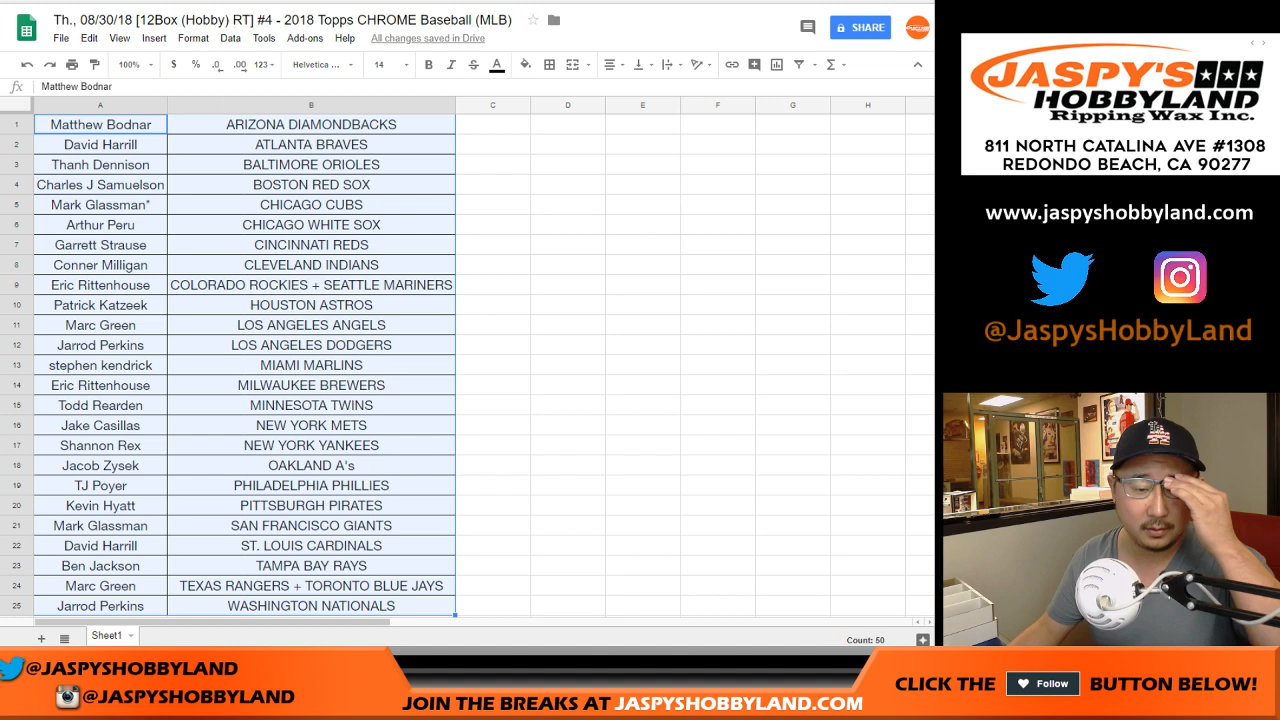 Th., 08/30/18 [12Box (Hobby) RT] #4 - 2018 Topps CHROME Baseball (MLB)
File Edit View Insert Format Data Tools Add-ons Help All changes saved in Drive
SHARE
100% $ % .0 .00 123 Helvetica ... 14 B I S A
fx Matthew Bodnar
A B C D E F G H
1 Matthew Bodnar ARIZONA DIAMONDBACKS
2 David Harrill ATLANTA BRAVES
3 Thanh Dennison BALTIMORE ORIOLES
4 Charles J Samuelson BOSTON RED SOX
5 Mark Glassman* CHICAGO CUBS
6 Arthur Peru CHICAGO WHITE SOX
7 Garrett Strause CINCINNATI REDS
8 Conner Milligan CLEVELAND INDIANS
9 Eric Rittenhouse COLORADO ROCKIES + SEATTLE MARINERS
10 Patrick Katzeek HOUSTON ASTROS
11 Marc Green LOS ANGELES ANGELS
12 Jarrod Perkins LOS ANGELES DODGERS
13 stephen kendrick MIAMI MARLINS
14 Eric Rittenhouse MILWAUKEE BREWERS
15 Todd Rearden MINNESOTA TWINS
16 Jake Casillas NEW YORK METS
17 Shannon Rex NEW YORK YANKEES
18 Jacob Zysek OAKLAND A's
19 TJ Poyer PHILADELPHIA PHILLIES
20 Kevin Hyatt PITTSBURGH PIRATES
21 Mark Glassman SAN FRANCISCO GIANTS
22 David Harrill ST. LOUIS CARDINALS
23 Ben Jackson TAMPA BAY RAYS
24 Marc Green TEXAS RANGERS + TORONTO BLUE JAYS
25 Jarrod Perkins WASHINGTON NATIONALS
Sheet1
Count: 50
JASPY'S
HOBBYLAND
Ripping Wax Inc.
811 NORTH CATALINA AVE #1308
REDONDO BEACH, CA 90277
www.jaspyshobbyland.com
@JaspysHobbyLand
@JASPYSHOBBYLAND
@JASPYSHOBBYLAND
JOIN THE BREAKS AT JASPYSHOBBYLAND.COM
CLICK THE Follow BUTTON BELOW!